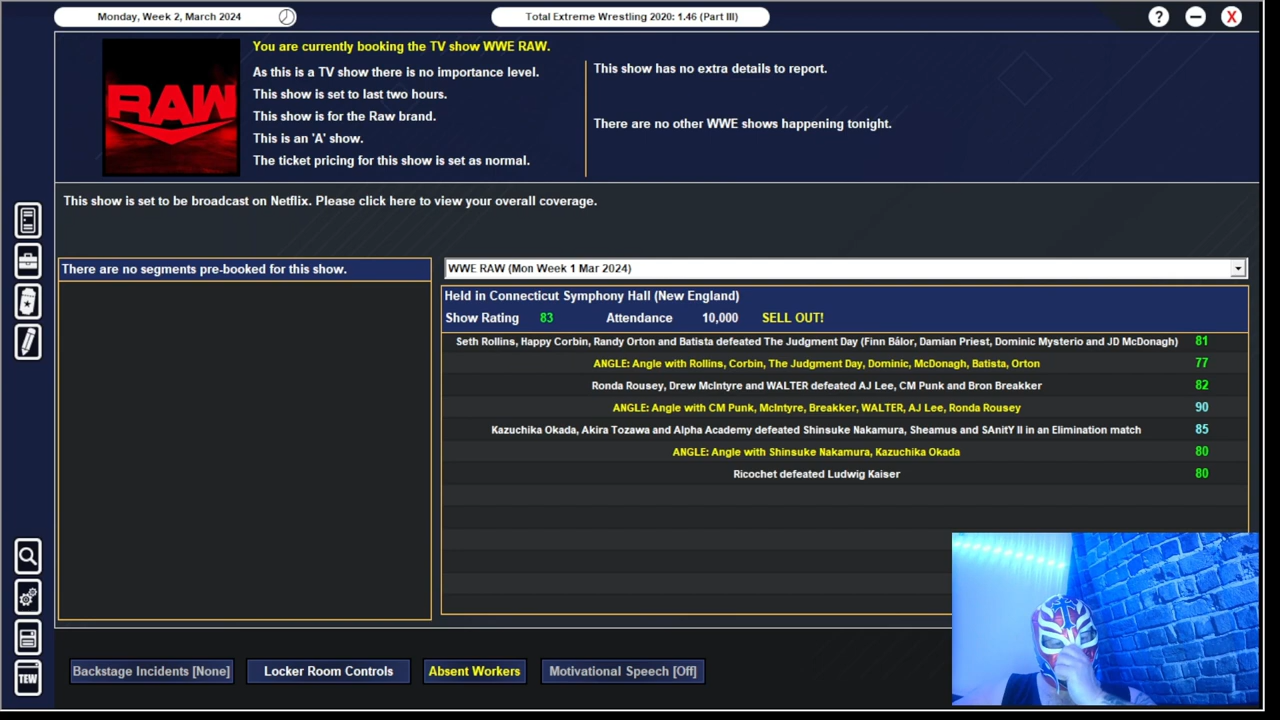 Monday, Week 2, March 2024
Total Extreme Wrestling 2020: 1.46 (Part III)
?
X
RAW
You are currently booking the TV show WWE RAW.
As this is a TV show there is no importance level.
This show is set to last two hours.
This show is for the Raw brand.
This is an 'A' show.
The ticket pricing for this show is set as normal.
This show has no extra details to report.
There are no other WWE shows happening tonight.
This show is set to be broadcast on Netflix. Please click here to view your overall coverage.
There are no segments pre-booked for this show.
WWE RAW (Mon Week 1 Mar 2024)
Held in Connecticut Symphony Hall (New England)
Show Rating 83 Attendance 10,000 SELL OUT!
Seth Rollins, Happy Corbin, Randy Orton and Batista defeated The Judgment Day (Finn Bálor, Damian Priest, Dominic Mysterio and JD McDonagh) 81
ANGLE: Angle with Rollins, Corbin, The Judgment Day, Dominic, McDonagh, Batista, Orton 77
Ronda Rousey, Drew McIntyre and WALTER defeated AJ Lee, CM Punk and Bron Breakker 82
ANGLE: Angle with CM Punk, McIntyre, Breakker, WALTER, AJ Lee, Ronda Rousey 90
Kazuchika Okada, Akira Tozawa and Alpha Academy defeated Shinsuke Nakamura, Sheamus and SAnitY II in an Elimination match 85
ANGLE: Angle with Shinsuke Nakamura, Kazuchika Okada 80
Ricochet defeated Ludwig Kaiser 80
TEW
Backstage Incidents [None]
Locker Room Controls
Absent Workers
Motivational Speech [Off]